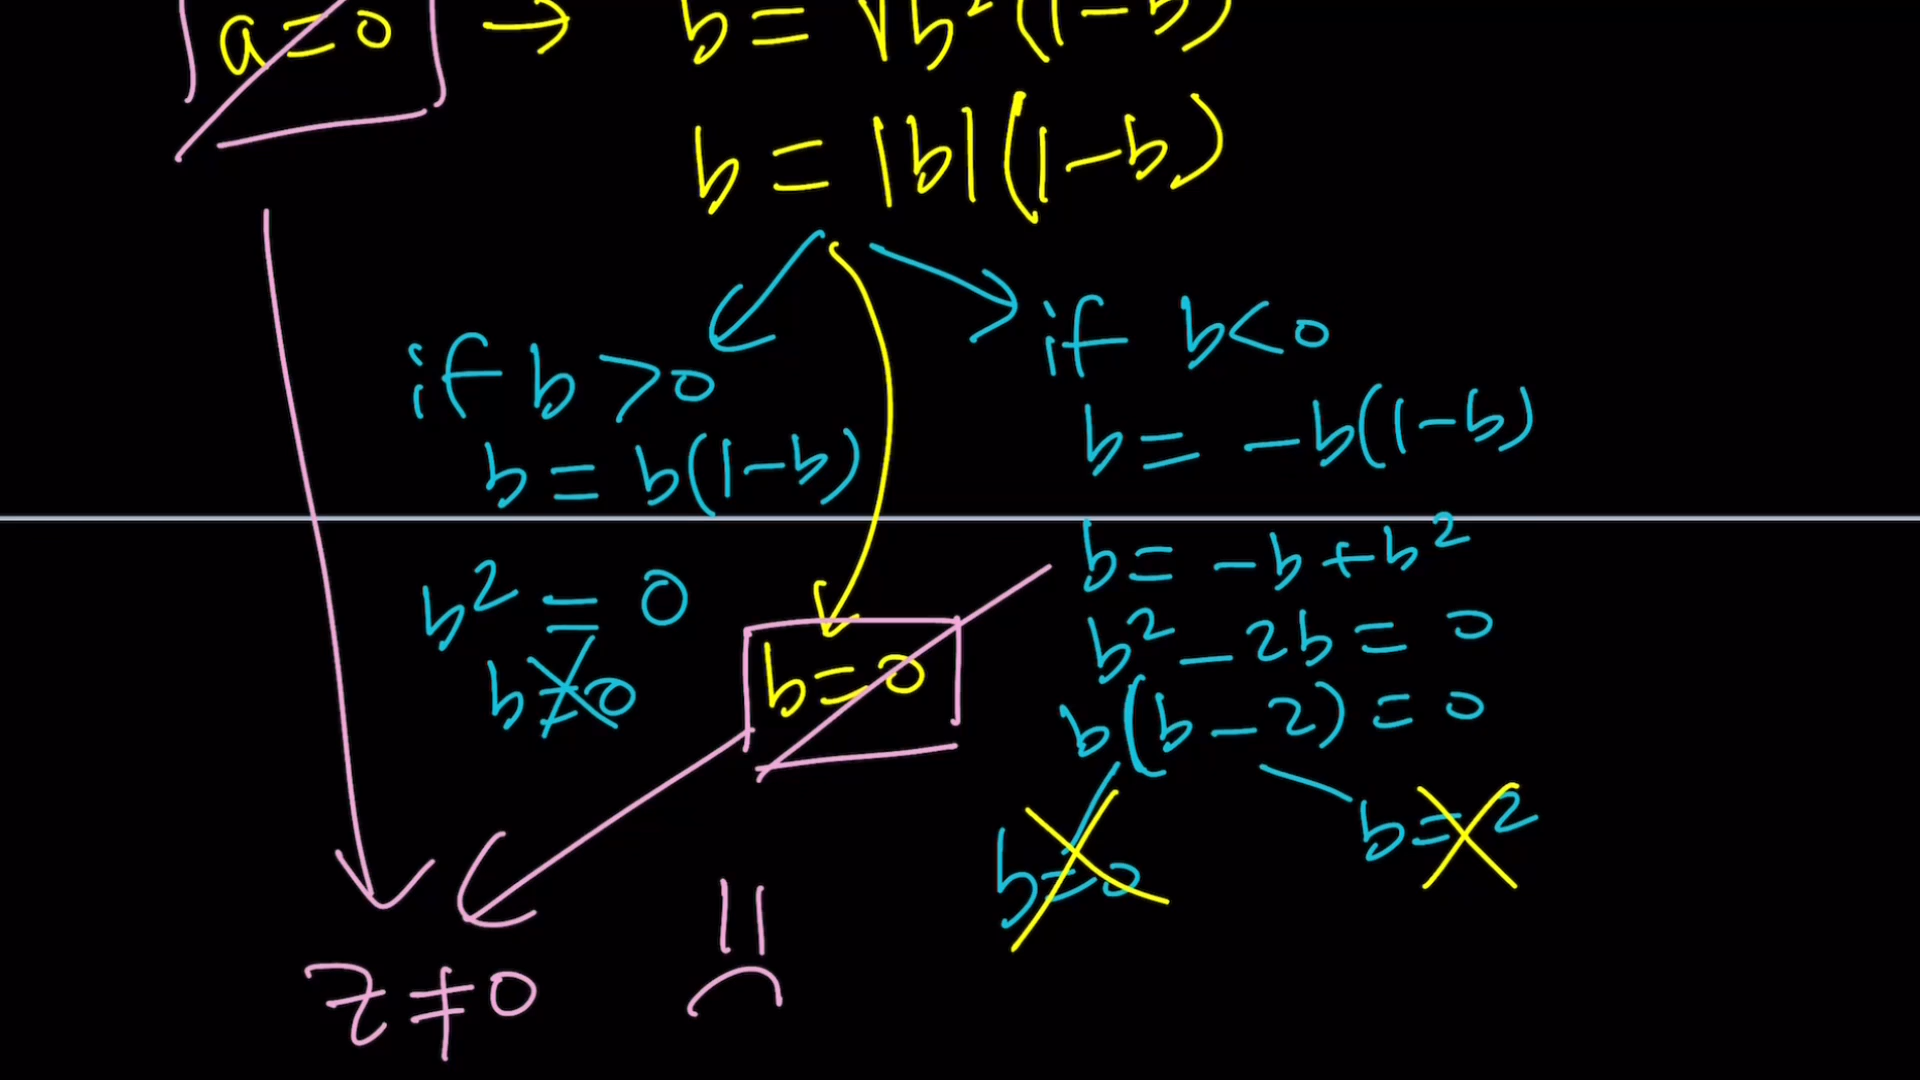 a=0 → b = √b²(1-b)
b = |b|(1-b)
if b>0
b = b(1-b)
b² = 0
b≠0
b=0
if b<0
b = -b(1-b)
b = -b+b²
b² - 2b = 0
b(b-2) = 0
b=0
b=2
z≠0